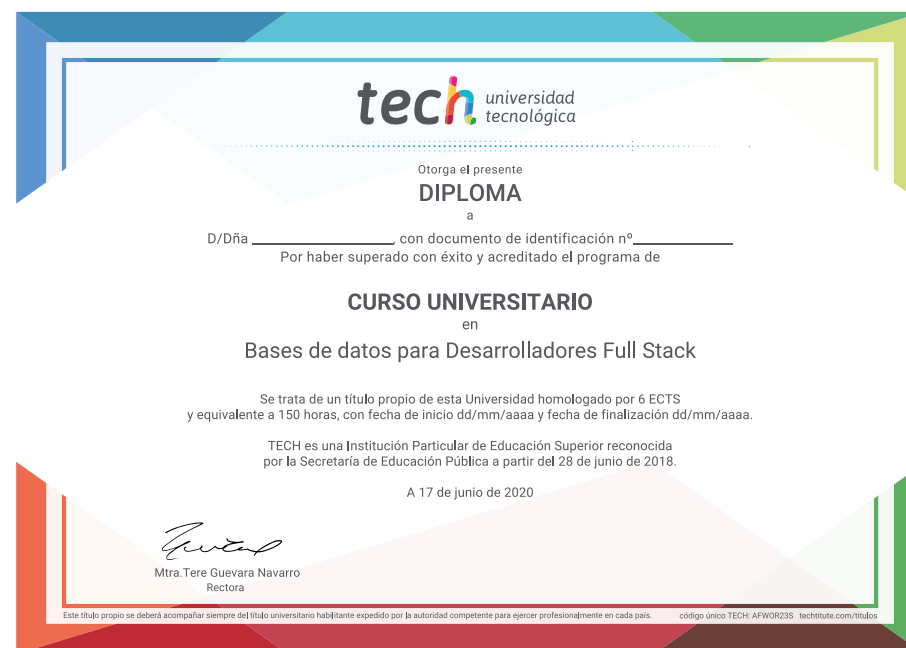 tech universidad
tecnológica
Otorga el presente
DIPLOMA
a
D/Dña ____________________, con documento de identificación nº______________
Por haber superado con éxito y acreditado el programa de
CURSO UNIVERSITARIO
en
Bases de datos para Desarrolladores Full Stack
Se trata de un título propio de esta Universidad homologado por 6 ECTS
y equivalente a 150 horas, con fecha de inicio dd/mm/aaaa y fecha de finalización dd/mm/aaaa.
TECH es una Institución Particular de Educación Superior reconocida
por la Secretaría de Educación Pública a partir del 28 de junio de 2018.
A 17 de junio de 2020
Mtra.Tere Guevara Navarro
Rectora
Este título propio se deberá acompañar siempre del título universitario habilitante expedido por la autoridad competente para ejercer profesionalmente en cada país. código único TECH: AFWOR23S techtitute.com/titulos